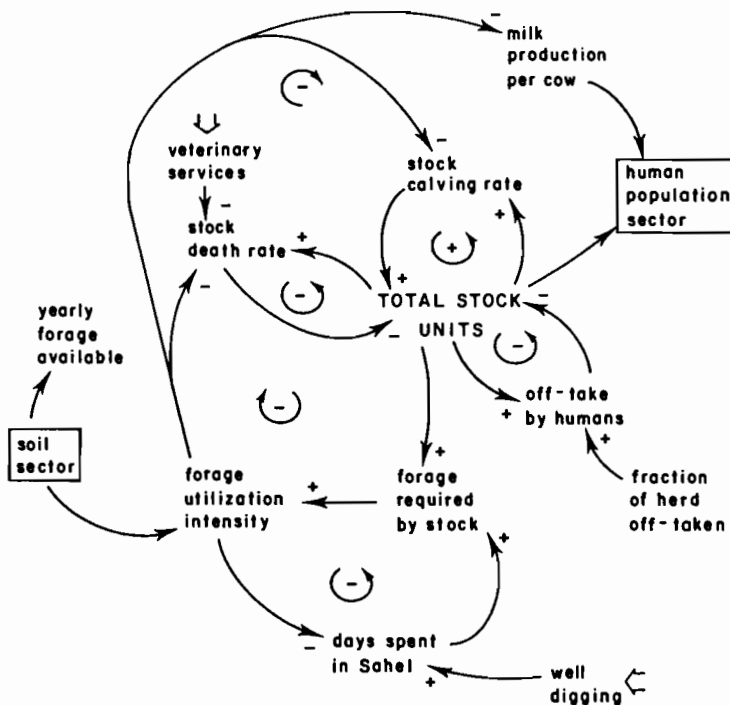 milk
production
per cow
veterinary
services
stock
calving rate
human
population
sector
stock
death rate
TOTAL STOCK
UNITS
yearly
forage
available
off-take
by humans
soil
sector
forage
utilization
intensity
forage
required
by stock
fraction
of herd
off-taken
days spent
in Sahel
well
digging